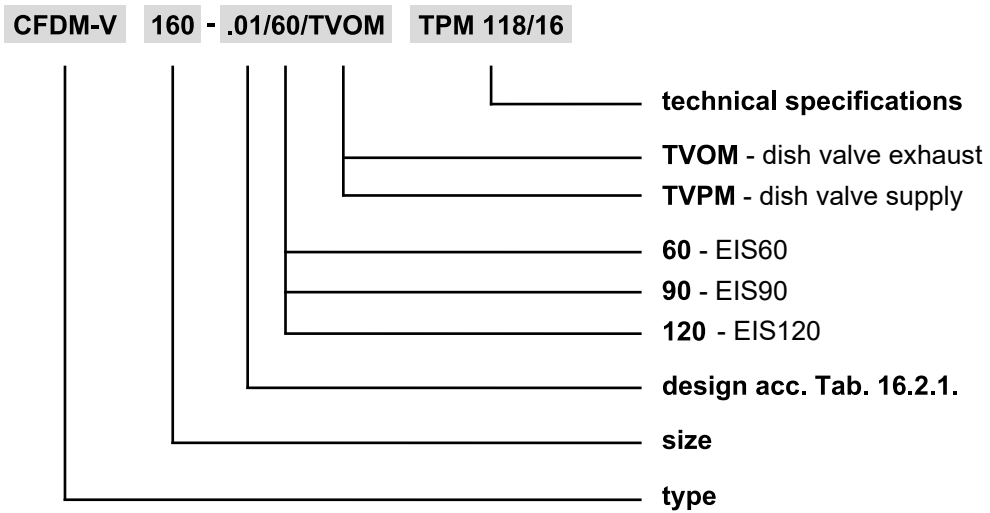 CFDM-V 160 - .01/60/TVOM TPM 118/16
technical specifications
TVOM - dish valve exhaust
TVPM - dish valve supply
60 - EIS60
90 - EIS90
120 - EIS120
design acc. Tab. 16.2.1.
size
type